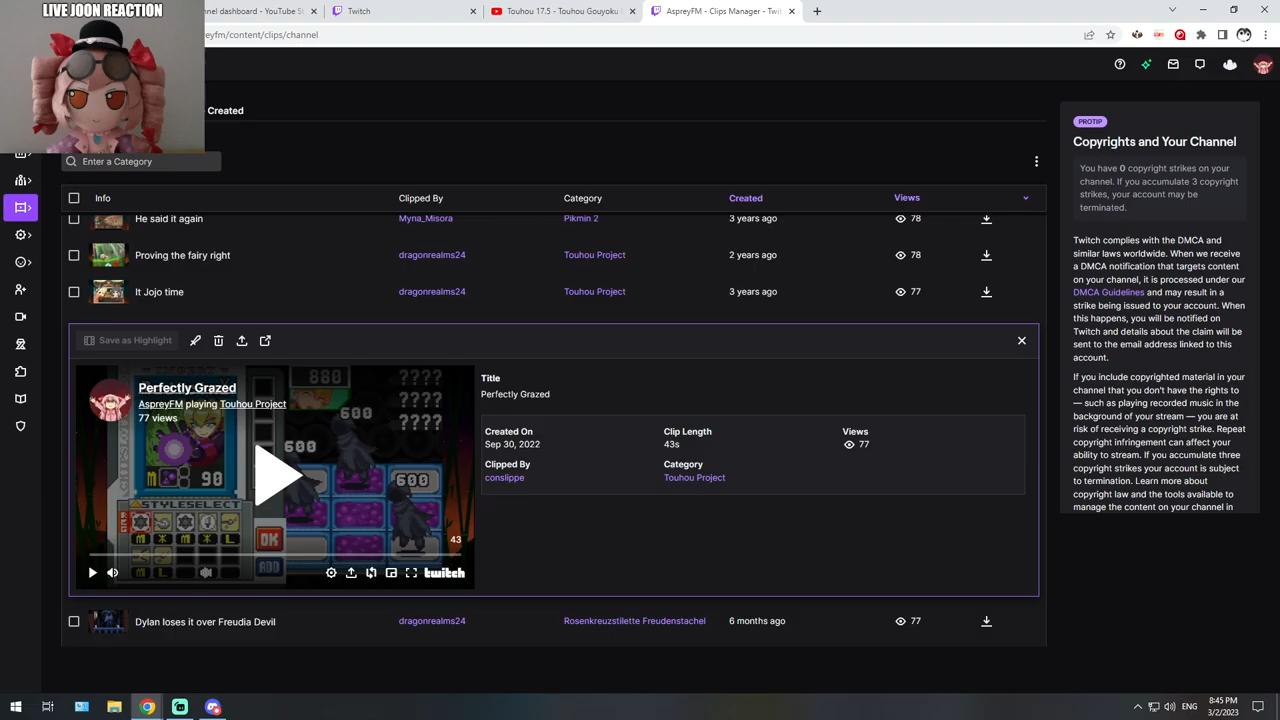 LIVE JOON REACTION
nnel dashboard - YouTube St
Twitch
Touhou 17.5 - Touhou Gouyoku
AspreyFM - Clips Manager - Twit
eyfm/content/clips/channel
Created
Enter a Category
Info
Clipped By
Category
Created
Views
He said it again
Myna_Misora
Pikmin 2
3 years ago
78
Proving the fairy right
dragonrealms24
Touhou Project
2 years ago
78
It Jojo time
dragonrealms24
Touhou Project
3 years ago
77
Save as Highlight
Perfectly Grazed
AspreyFM playing Touhou Project
77 views
880
????
????
????
600
600
600
90
STYLESELECT
OK
ADD
43
twitch
Title
Perfectly Grazed
Created On
Sep 30, 2022
Clip Length
43s
Views
77
Clipped By
conslippe
Category
Touhou Project
Dylan loses it over Freudia Devil
dragonrealms24
Rosenkreuzstilette Freudenstachel
6 months ago
77
PROTIP
Copyrights and Your Channel
You have 0 copyright strikes on
your channel. If you accumulate 3 copyright
strikes, your account may be
terminated.
Twitch complies with the DMCA and
similar laws worldwide. When we receive
a DMCA notification that targets content
on your channel, it is processed under our
DMCA Guidelines and may result in a
strike being issued to your account. When
this happens, you will be notified on
Twitch and details about the claim will be
sent to the email address linked to this
account.
If you include copyrighted material in your
channel that you don't have the rights to
— such as playing recorded music in the
background of your stream — you are at
risk of receiving a copyright strike. Repeat
copyright infringement can affect your
ability to stream. If you accumulate three
copyright strikes your account is subject
to termination. Learn more about
copyright law and the tools available to
manage the content on your channel in
ENG
8:45 PM
3/2/2023